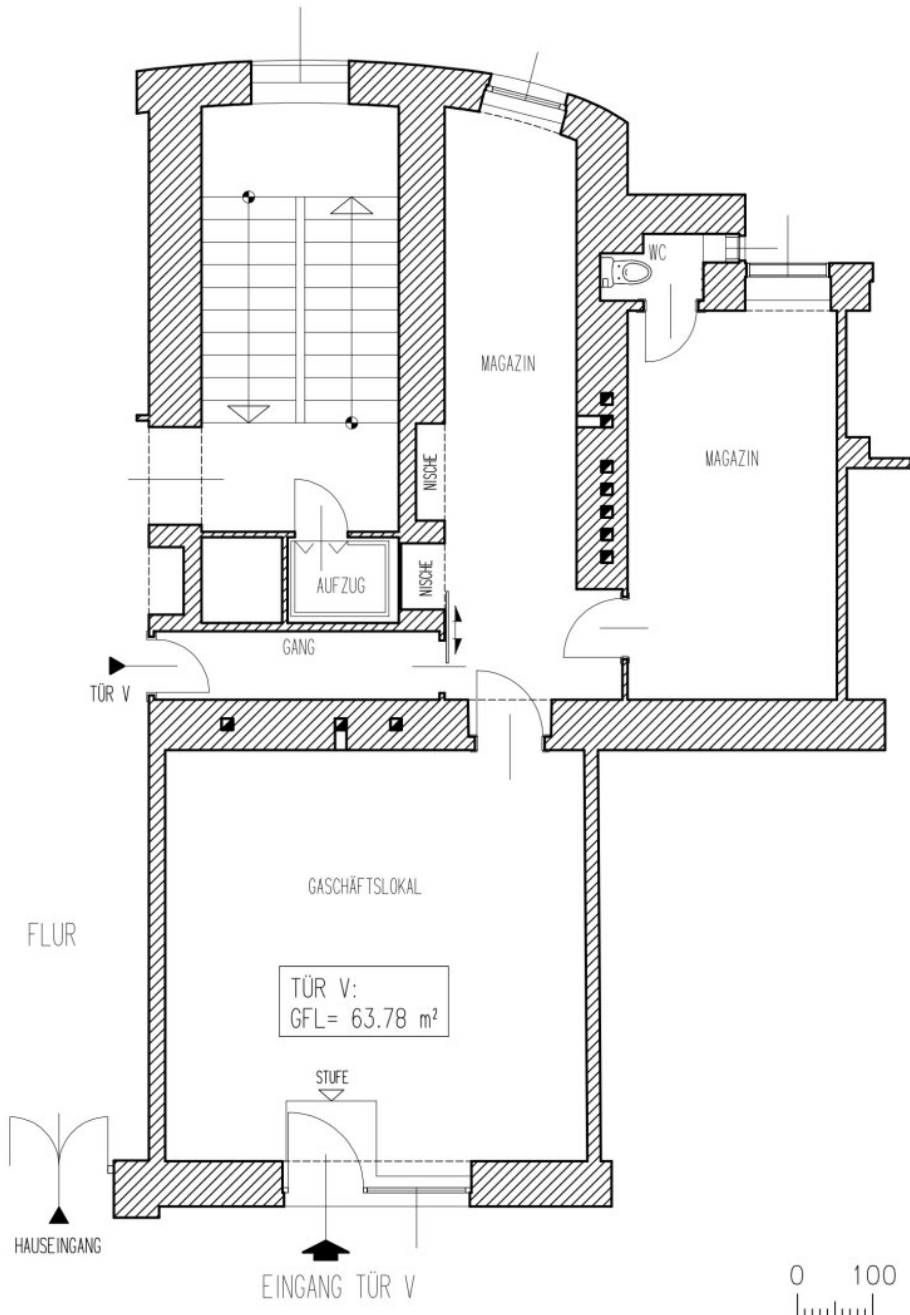 WC
MAGAZIN
MAGAZIN
NISCHE
NISCHE
AUFZUG
GANG
TÜR V
GASCHÄFTSLOKAL
FLUR
TÜR V:
GFL= 63.78 m²
STUFE
HAUSEINGANG
EINGANG TÜR V
0 100